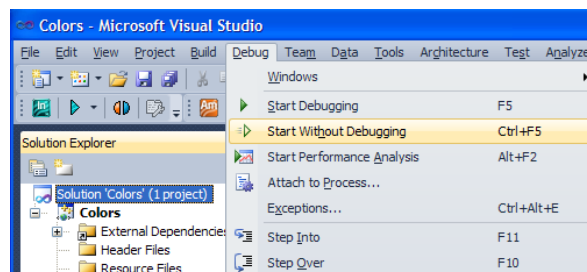 Colors - Microsoft Visual Studio
File Edit View Project Build Debug Team Data Tools Architecture Test Analyze
Windows
Start Debugging F5
Start Without Debugging Ctrl+F5
Solution Explorer
Start Performance Analysis Alt+F2
Attach to Process...
Solution 'Colors' (1 project)
Exceptions... Ctrl+Alt+E
Colors
External Dependencies
Step Into F11
Header Files
Step Over F10
Resource Files